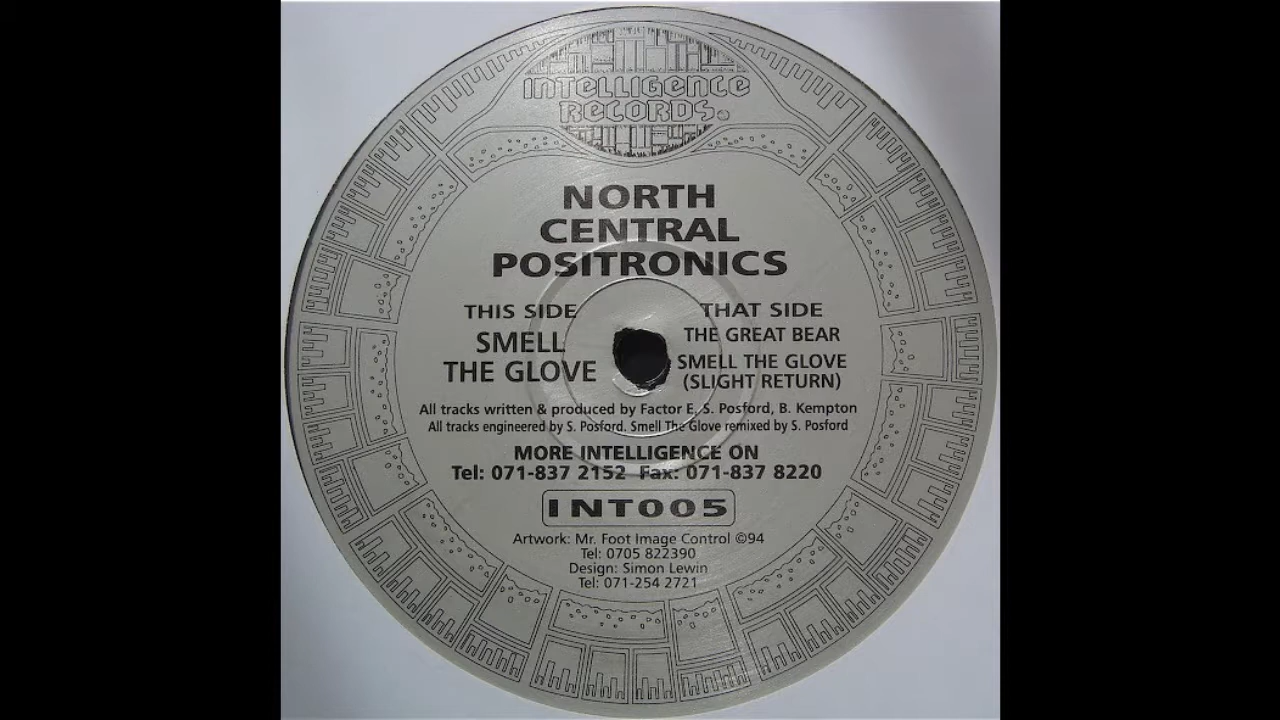 INTELLIGENCE
RECORDS.
NORTH
CENTRAL
POSITRONICS
THIS SIDE
SMELL
THE GLOVE
THAT SIDE
THE GREAT BEAR
SMELL THE GLOVE
(SLIGHT RETURN)
All tracks written & produced by Factor E, S. Posford, B. Kempton
All tracks engineered by S. Posford. Smell The Glove remixed by S. Posford
MORE INTELLIGENCE ON
Tel: 071-837 2152 Fax: 071-837 8220
INT005
Artwork: Mr. Foot Image Control ©94
Tel: 0705 822390
Design: Simon Lewin
Tel: 071-254 2721